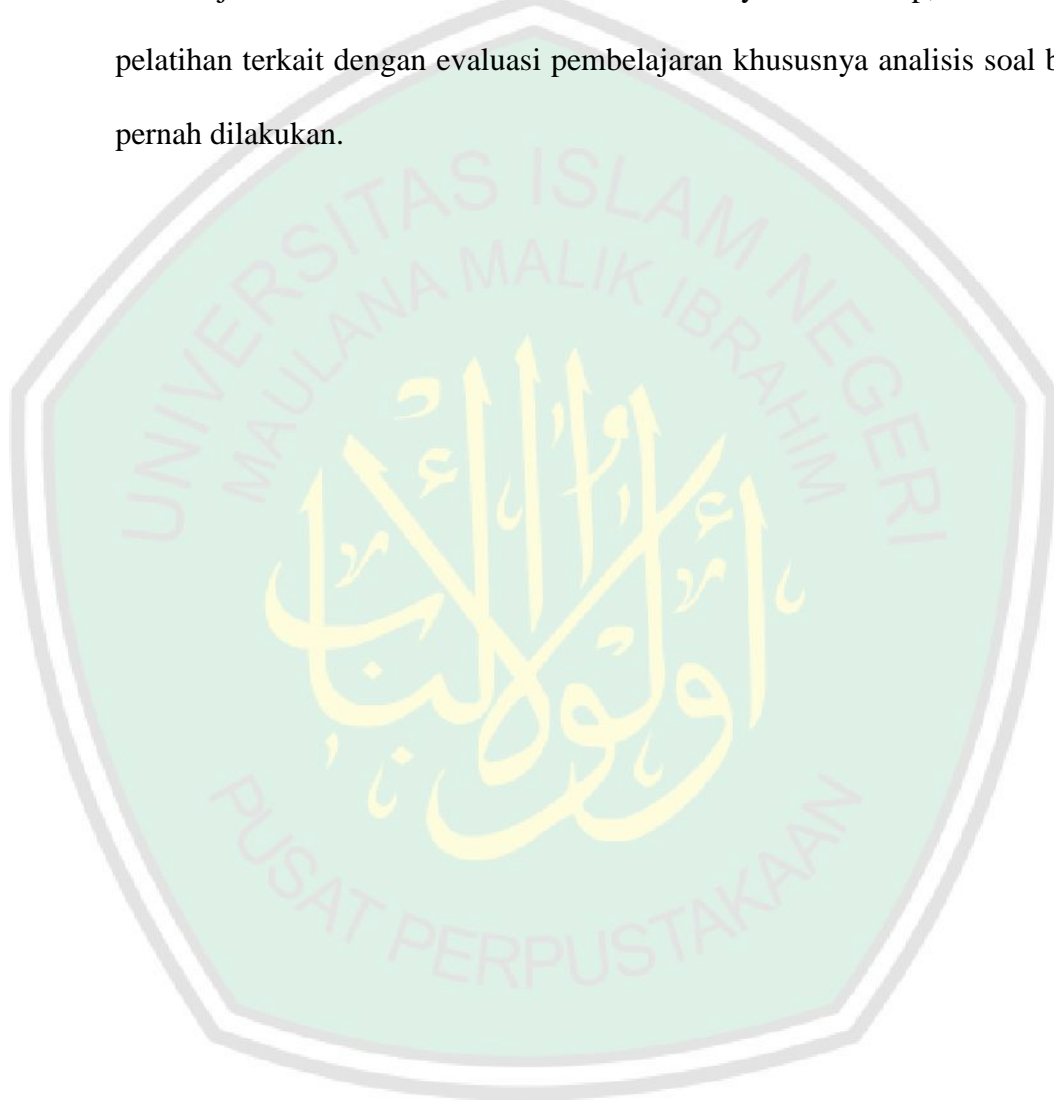 pelatihan terkait dengan evaluasi pembelajaran khususnya analisis soal
pernah dilakukan.
UNIVERSITAS ISLAM NEGERI
MAULANA MALIK IBRAHIM
أولوا الألباب
PUSAT PERPUSTAKAAN